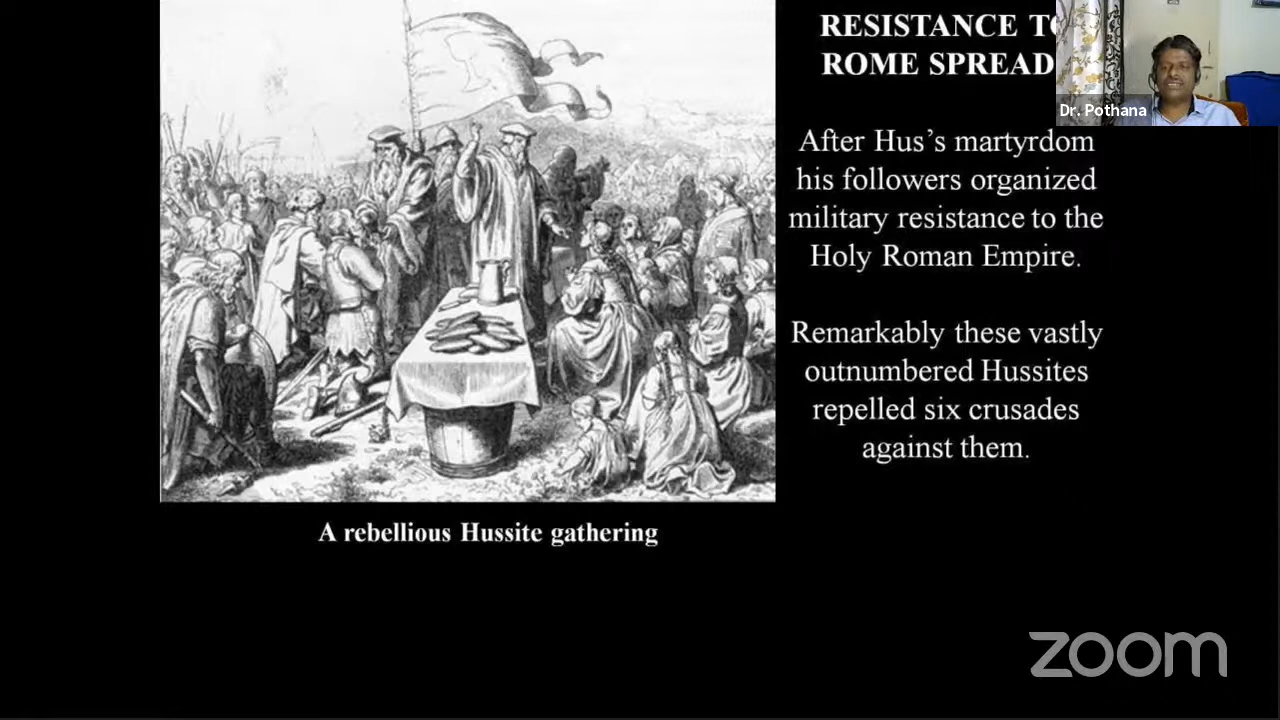 RESISTANCE TO
ROME SPREAD
Dr. Pothana
After Hus’s martyrdom
his followers organized
military resistance to the
Holy Roman Empire.
Remarkably these vastly
outnumbered Hussites
repelled six crusades
against them.
A rebellious Hussite gathering
zoom